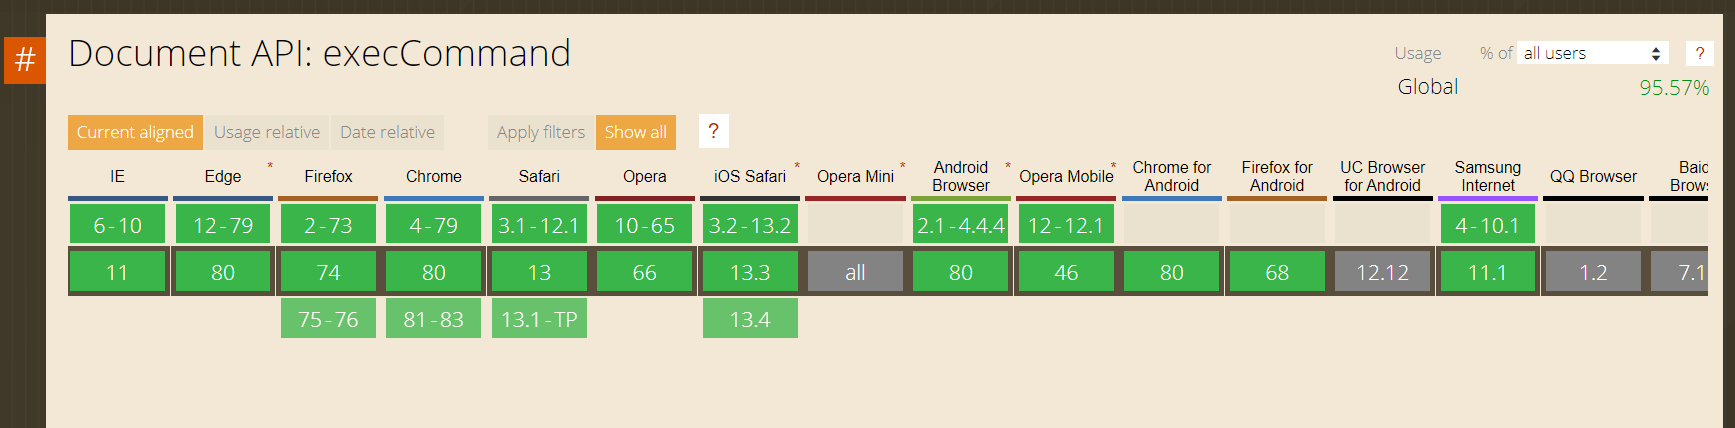 #
Document API: execCommand
Usage % of all users ?
Global 95.57%
Current aligned Usage relative Date relative Apply filters Show all ?
IE Edge * Firefox Chrome Safari Opera iOS Safari * Opera Mini * Android Browser * Opera Mobile * Chrome for Android Firefox for Android UC Browser for Android Samsung Internet QQ Browser Baid Brows
6-10 12-79 2-73 4-79 3.1-12.1 10-65 3.2-13.2 2.1-4.4.4 12-12.1 4-10.1
11 80 74 80 13 66 13.3 all 80 46 80 68 12.12 11.1 1.2 7.1
75-76 81-83 13.1-TP 13.4